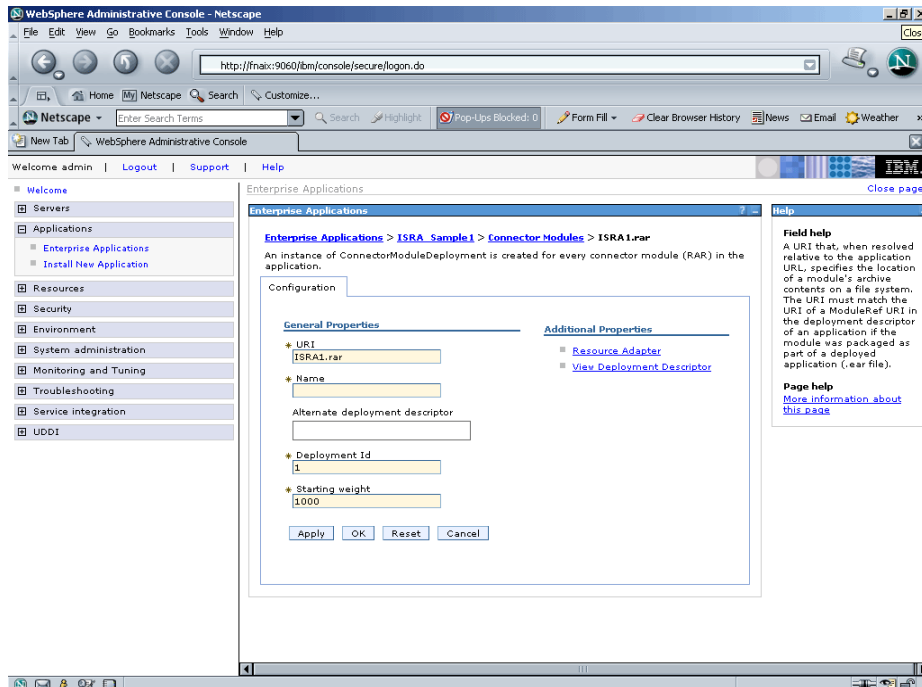 WebSphere Administrative Console - Netscape
File Edit View Go Bookmarks Tools Window Help
Clos
http://fnaix:9060/ibm/console/secure/logon.do
Home My Netscape Search Customize...
Netscape Enter Search Terms Search Highlight Pop-Ups Blocked: 0 Form Fill Clear Browser History News Email Weather »
New Tab WebSphere Administrative Console
Welcome admin | Logout | Support | Help
IBM
Welcome
Servers
Applications
Enterprise Applications
Install New Application
Resources
Security
Environment
System administration
Monitoring and Tuning
Troubleshooting
Service integration
UDDI
Enterprise Applications
Close page
Enterprise Applications ? –
Enterprise Applications > ISRA_Sample1 > Connector Modules > ISRA1.rar
An instance of ConnectorModuleDeployment is created for every connector module (RAR) in the
application.
Configuration
General Properties
URI
ISRA1.rar
Name
Alternate deployment descriptor
Deployment Id
1
Starting weight
1000
Apply OK Reset Cancel
Additional Properties
Resource Adapter
View Deployment Descriptor
Help
Field help
A URI that, when resolved
relative to the application
URL, specifies the location
of a module's archive
contents on a file system.
The URI must match the
URI of a ModuleRef URI in
the deployment descriptor
of an application if the
module was packaged as
part of a deployed
application (.ear file).
Page help
More information about
this page